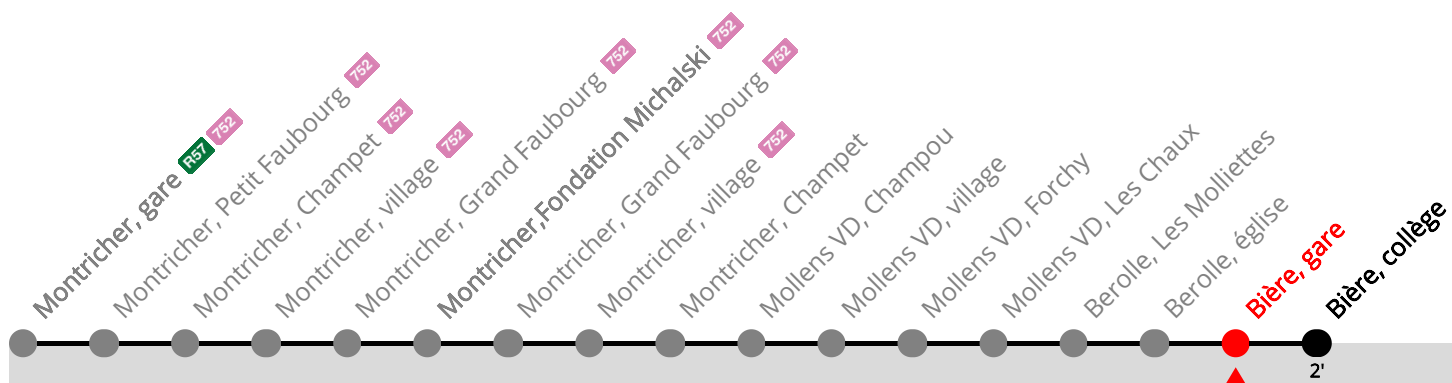 Montricher, gare R57 752
Montricher, Petit Faubourg 752
Montricher, Champet 752
Montricher, village 752
Montricher, Grand Faubourg 752
Montricher,Fondation Michalski 752
Montricher, Grand Faubourg 752
Montricher, village 752
Montricher, Champet
Mollens VD, Champou
Mollens VD, village
Mollens VD, Forchy
Mollens VD, Les Chaux
Berolle, Les Molliettes
Berolle, église
Bière, gare
Bière, collège
2'